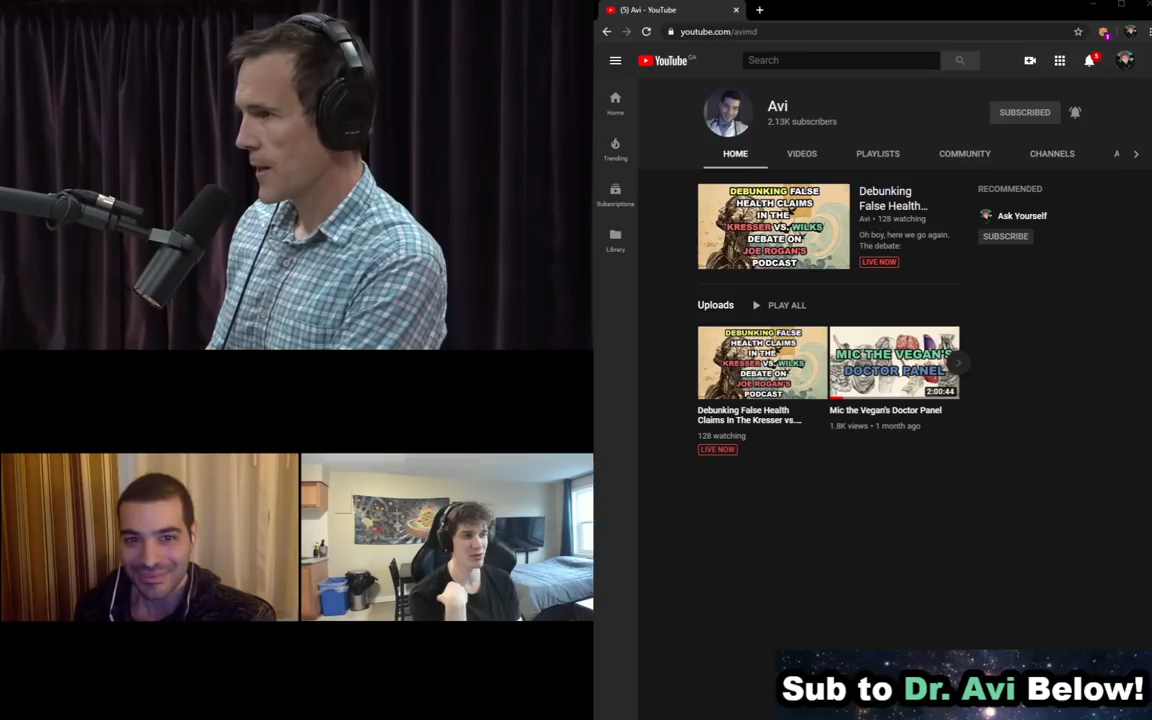 (5) Avi - YouTube
youtube.com/avimd
YouTube CA
Search
5
1
Home
Trending
Subscriptions
Library
Avi
2.13K subscribers
SUBSCRIBED
HOME
VIDEOS
PLAYLISTS
COMMUNITY
CHANNELS
A
DEBUNKING FALSE
HEALTH CLAIMS
IN THE
KRESSER VS. WILKS
DEBATE ON
JOE ROGAN'S
PODCAST
Debunking
False Health...
Avi • 128 watching
Oh boy, here we go again.
The debate:
LIVE NOW
RECOMMENDED
Ask Yourself
SUBSCRIBE
Uploads
PLAY ALL
DEBUNKING FALSE
HEALTH CLAIMS
IN THE
KRESSER VS. WILKS
DEBATE ON
JOE ROGAN'S
PODCAST
Debunking False Health
Claims In The Kresser vs....
128 watching
LIVE NOW
MIC THE VEGAN'S
DOCTOR PANEL
2:00:44
Mic the Vegan's Doctor Panel
1.8K views • 1 month ago
Sub to Dr. Avi Below!